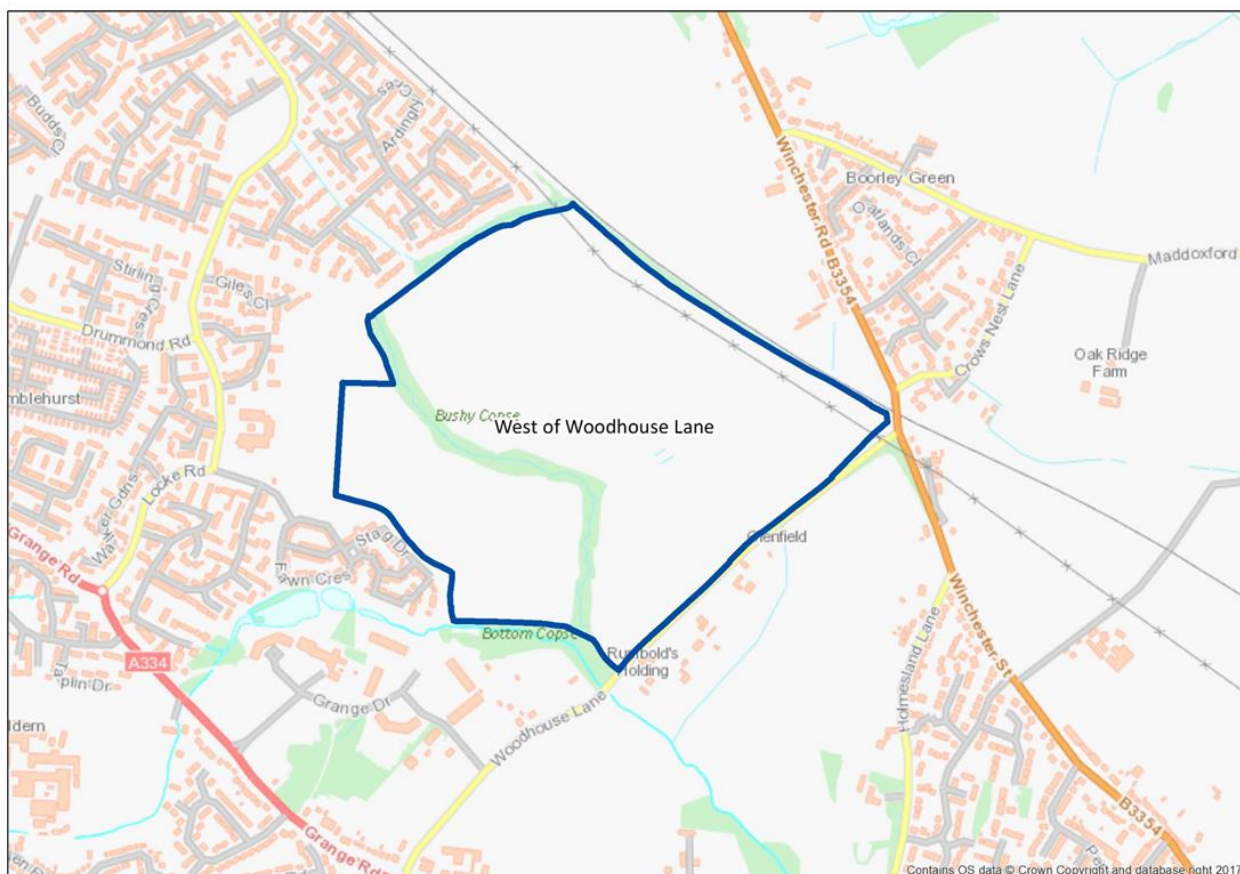 Budds Cl
Ardingly
Cres
Winchester Rd B3354
Boorley Green
Oatlands Cl
Maddoxford
Crows Nest Lane
Oak Ridge
Farm
Stirling Cres
Giles Cl
Drummond Rd
mblehurst
Bushy Copse
West of Woodhouse Lane
Locke Rd
Walker Gdns
Grange Rd
Stag Dr
Fawn Cres
Glenfield
Bottom Copse
Rumbold's
Holding
A334
Taplin Dr
Grange Dr
Woodhouse Lane
Holmesland Lane
Winchester St
ldern
Grange Rd
B3354
Contains OS data © Crown Copyright and database right 2017